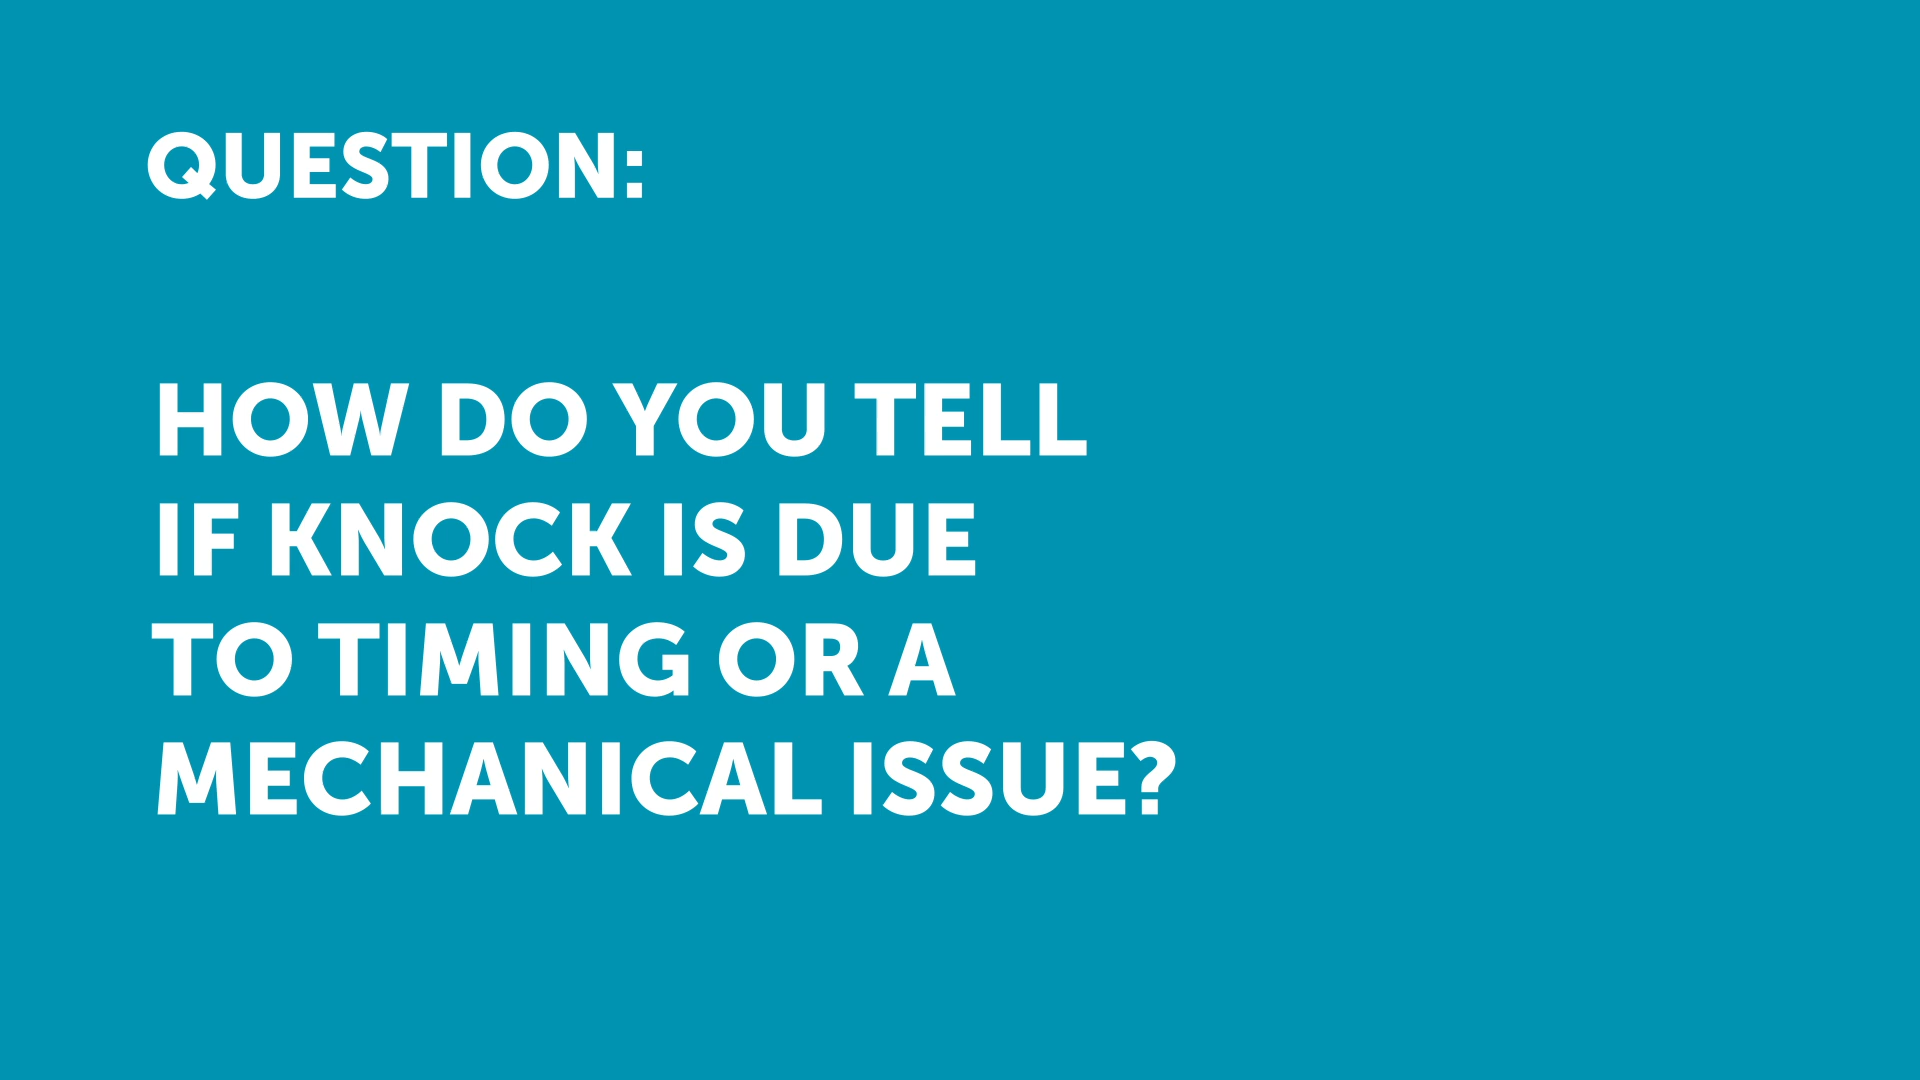 QUESTION:
HOW DO YOU TELL
IF KNOCK IS DUE
TO TIMING OR A
MECHANICAL ISSUE?